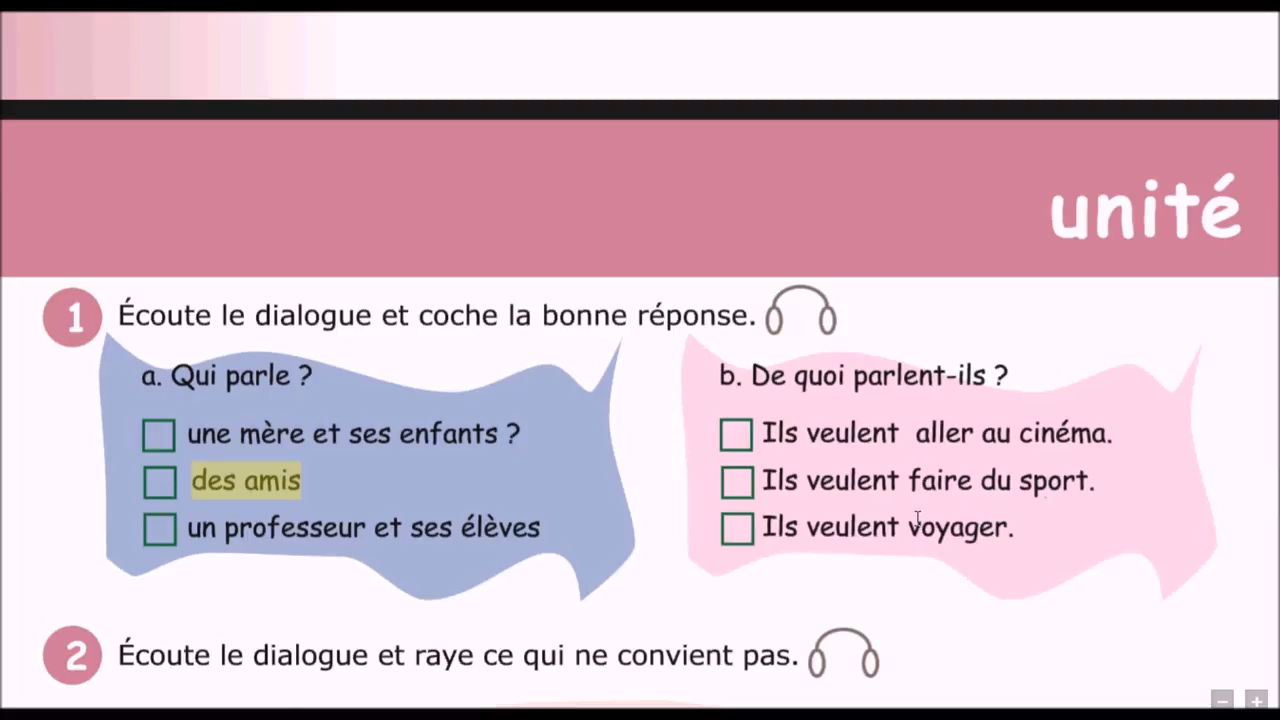 unité
1 Écoute le dialogue et coche la bonne réponse.
a. Qui parle ?
une mère et ses enfants ?
des amis
un professeur et ses élèves
b. De quoi parlent-ils ?
Ils veulent aller au cinéma.
Ils veulent faire du sport.
Ils veulent voyager.
2 Écoute le dialogue et raye ce qui ne convient pas.